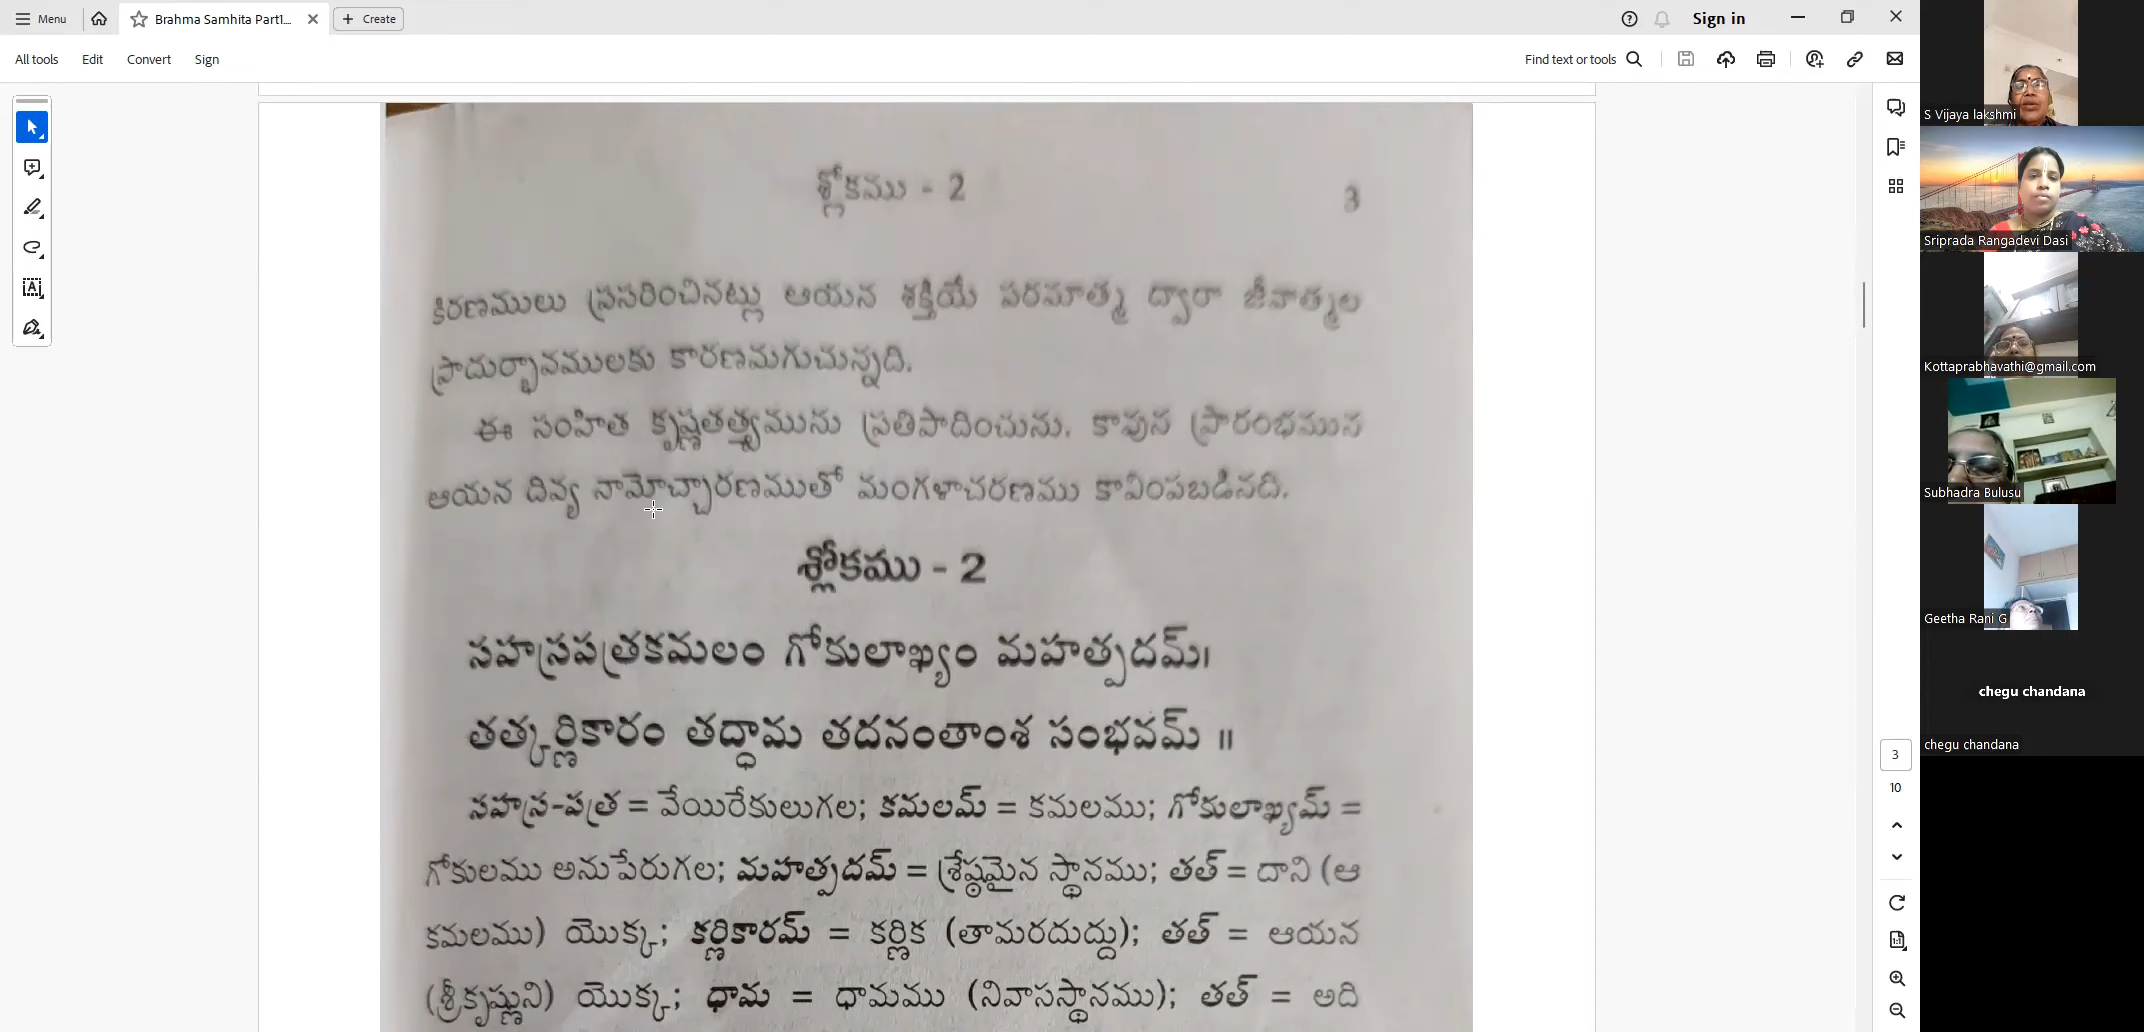 Menu
Brahma Samhita Part1...
Create
Sign in
All tools
Edit
Convert
Sign
Find text or tools
శ్లోకము - 2
3
కిరణములు ప్రసరించినట్లు ఆయన శక్తియే పరమాత్మ ద్వారా జీవాత్మల
ప్రాదుర్భావములకు కారణమగుచున్నది.
ఈ సంహిత కృష్ణతత్త్వమును ప్రతిపాదించును. కావున ప్రారంభమున
ఆయన దివ్య నామోచ్చారణముతో మంగళాచరణము కావింపబడినది.
శ్లోకము - 2
సహస్రపత్రకమలం గోకులాఖ్యం మహత్పదమ్।
తత్కర్ణికారం తద్ధామ తదనంతాంశ సంభవమ్ ॥
సహస్ర-పత్ర = వేయిరేకులుగల; కమలమ్ = కమలము; గోకులాఖ్యమ్ =
గోకులము అనుపేరుగల; మహత్పదమ్ = శ్రేష్ఠమైన స్థానము; తత్ = దాని (ఆ
కమలము) యొక్క; కర్ణికారమ్ = కర్ణిక (తామరదుద్దు); తత్ = ఆయన
(శ్రీకృష్ణుని) యొక్క; ధామ = ధామము (నివాసస్థానము); తత్ = అది
3
10
S Vijaya lakshmi
Sriprada Rangadevi Dasi
Kottaprabhavathi@gmail.com
Subhadra Bulusu
Geetha Rani G
chegu chandana
chegu chandana